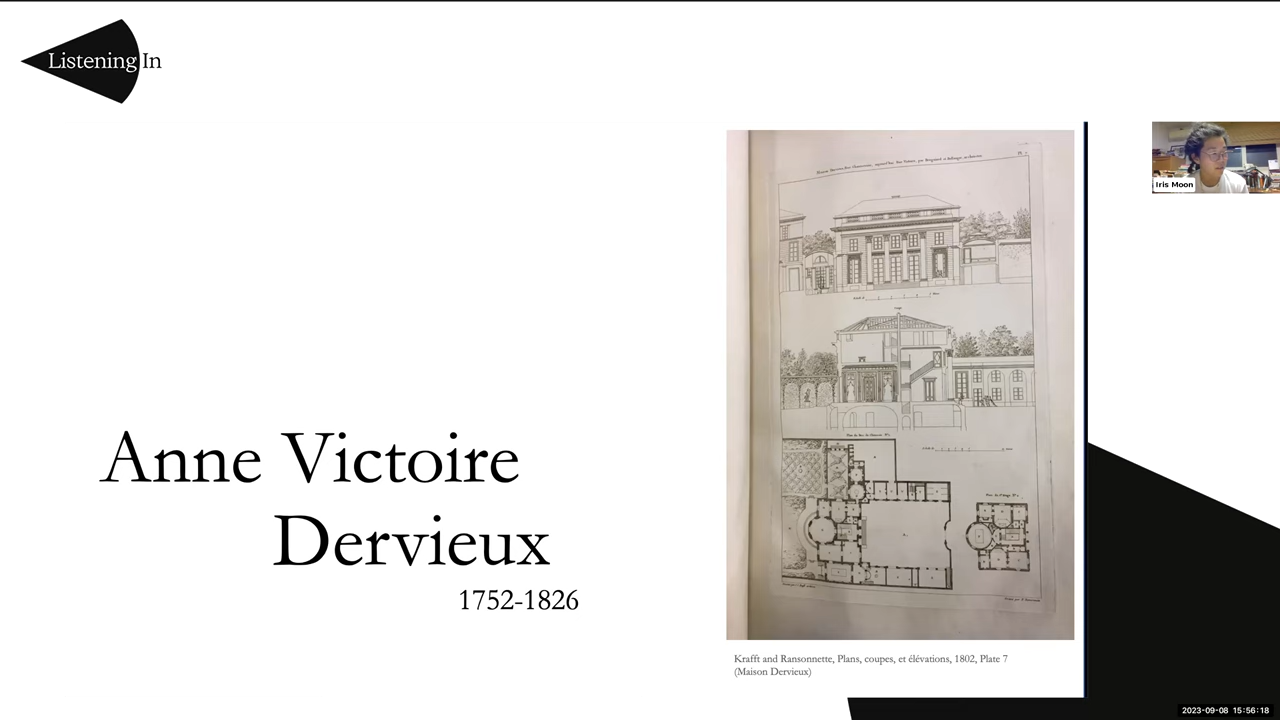 Listening In
Iris Moon
Anne Victoire
Dervieux
1752-1826
Krafft and Ransonnette, Plans, coupes, et élévations, 1802, Plate 7
(Maison Dervieux)
2023-09-08 15:56:18